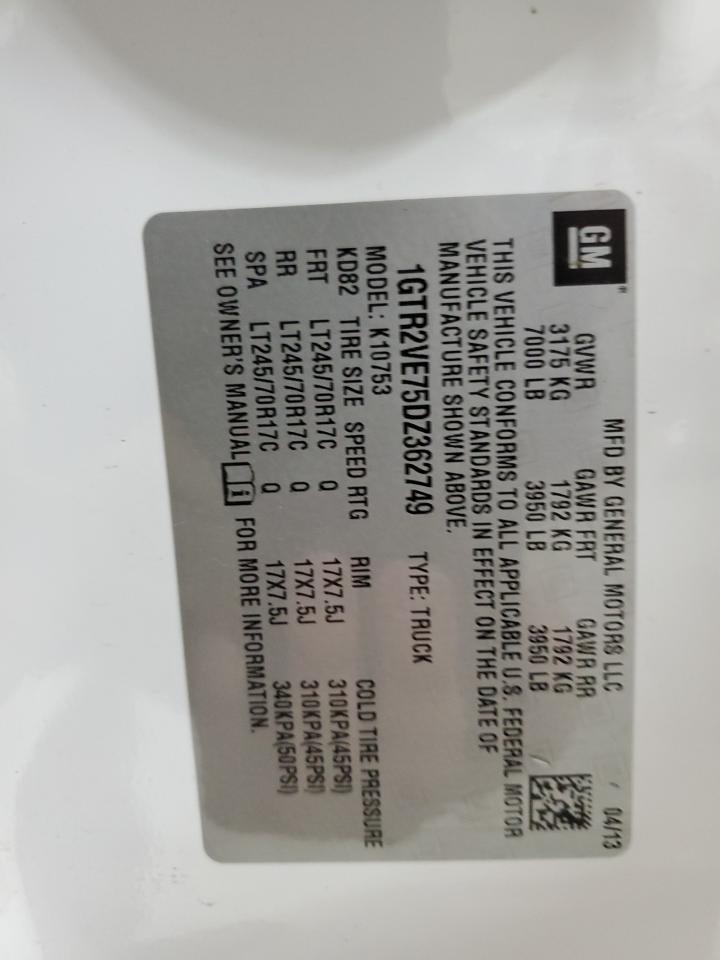 GM
MFD BY GENERAL MOTORS LLC 04/13
GVWR GAWR FRT GAWR RR
3175 KG 1792 KG 1792 KG
7000 LB 3950 LB 3950 LB
THIS VEHICLE CONFORMS TO ALL APPLICABLE U.S. FEDERAL MOTOR
VEHICLE SAFETY STANDARDS IN EFFECT ON THE DATE OF
MANUFACTURE SHOWN ABOVE.
1GTR2VE75DZ362749 TYPE: TRUCK
MODEL: K10753
KD82 TIRE SIZE SPEED RTG RIM COLD TIRE PRESSURE
FRT LT245/70R17C Q 17X7.5J 310KPA(45PSI)
RR LT245/70R17C Q 17X7.5J 310KPA(45PSI)
SPA LT245/70R17C Q 17X7.5J 340KPA(50PSI)
SEE OWNER'S MANUAL i FOR MORE INFORMATION.